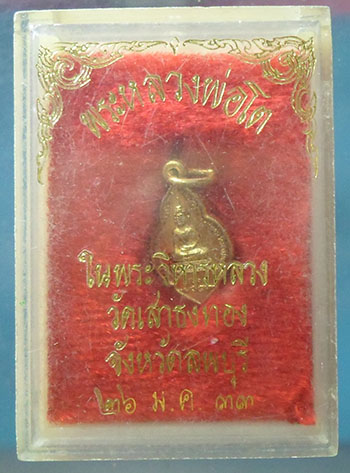 พระหลวงพ่อโต
ในพระวิหารหลวง
วัดเสาธงทอง
จังหวัดลพบุรี
๒๖ ม.ค ๓๓